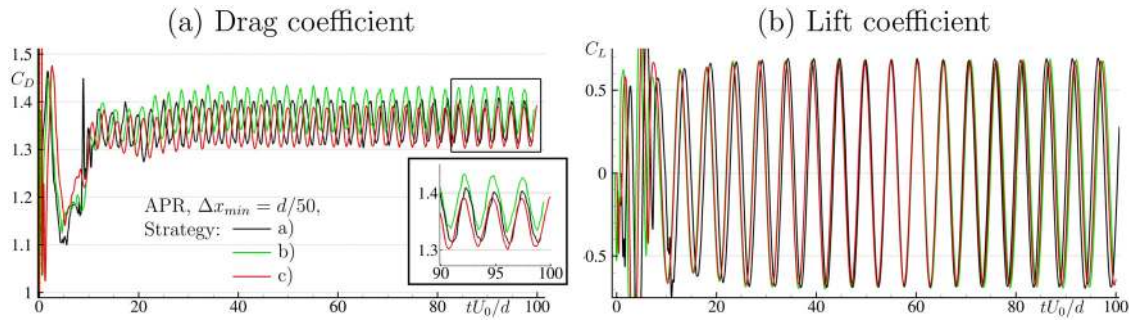 (a) Drag coefficient
(b) Lift coefficient
1.5
C_D
1.4
1.3
1.2
1.1
1
0
20
40
60
80
tU_0/d
100
APR, Δx_{min} = d/50,
Strategy: a)
b)
c)
1.4
1.3
90
95
100
C_L
0.5
0
-0.5
0
20
40
60
80
tU_0/d
100